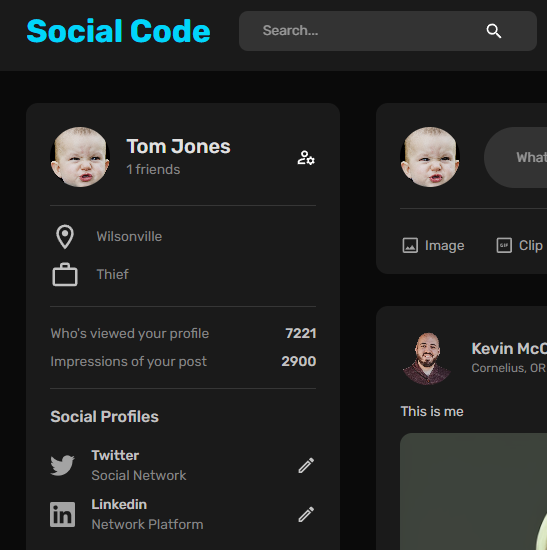 Social Code
Search...
Tom Jones
1 friends
Wilsonville
Thief
Who's viewed your profile 7221
Impressions of your post 2900
Social Profiles
Twitter
Social Network
Linkedin
Network Platform
What
Image
GIF Clip
Kevin McC
Cornelius, OR
This is me